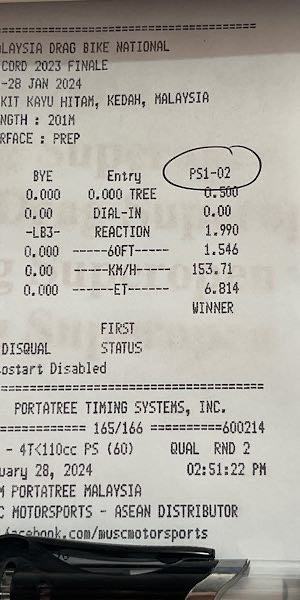 ==============================
LAYSIA DRAG BIKE NATIONAL
CORD 2023 FINALE
-28 JAN 2024
KIT KAYU HITAM, KEDAH, MALAYSIA
NGTH : 201M
RFACE : PREP
BYE Entry PS1-02
0.000 0.000 TREE 0.500
0.00 DIAL-IN 0.00
-LB3- REACTION 1.990
0.000 -----60FT------ 1.546
0.00 -----KM/H----- 153.71
0.000 ------ET------ 6.814
WINNER
FIRST
DISQUAL STATUS
ostart Disabled
==============================
PORTATREE TIMING SYSTEMS, INC.
============ 165/166 ==========600214
- 4T<110cc PS (60) QUAL RND 2
uary 28, 2024 02:51:22 PM
M PORTATREE MALAYSIA
C MOTORSPORTS - ASEAN DISTRIBUTOR
facebook.com/muscmotorsports